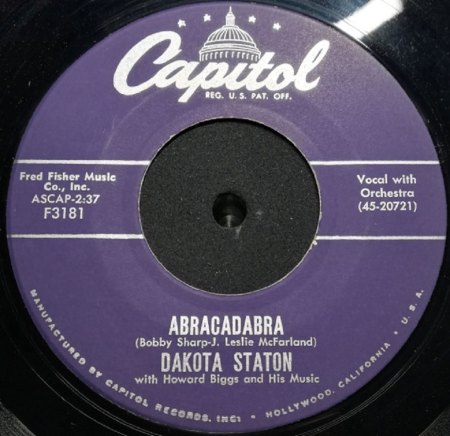 Capitol
REG. U. S. PAT. OFF.
Fred Fisher Music
Co., Inc.
ASCAP-2:37
F3181
Vocal with
Orchestra
(45-20721)
ABRACADABRA
(Bobby Sharp-J. Leslie McFarland)
DAKOTA STATON
with Howard Biggs and His Music
MANUFACTURED BY CAPITOL RECORDS, INC. • HOLLYWOOD, CALIFORNIA • U. S. A.